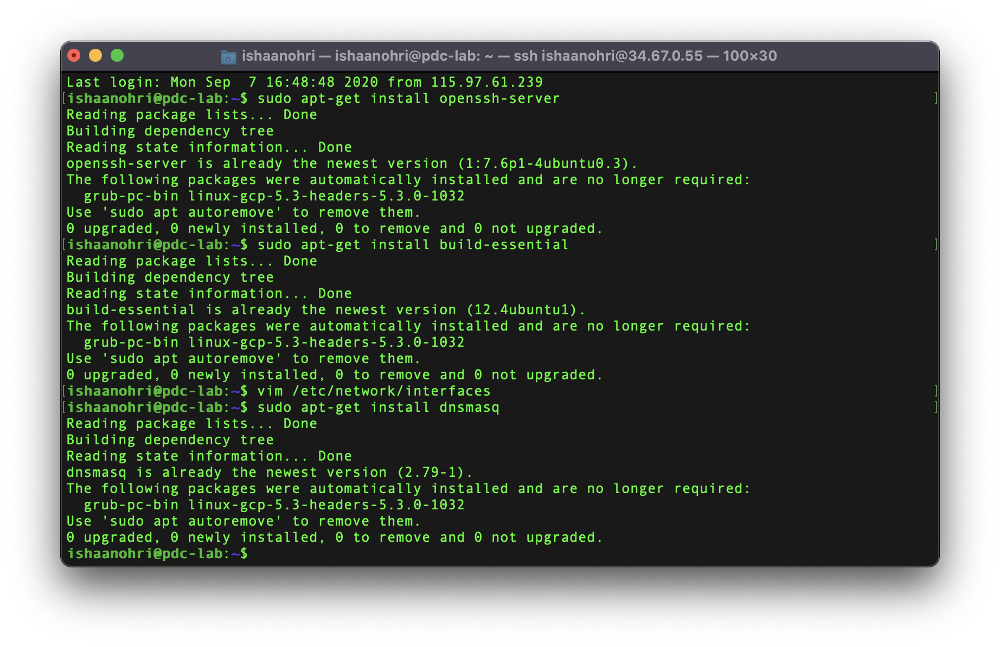 ishaanohri — ishaanohri@pdc-lab: ~ — ssh ishaanohri@34.67.0.55 — 100×30
Last login: Mon Sep  7 16:48:48 2020 from 115.97.61.239
[ishaanohri@pdc-lab:~$ sudo apt-get install openssh-server ]
Reading package lists... Done
Building dependency tree
Reading state information... Done
openssh-server is already the newest version (1:7.6p1-4ubuntu0.3).
The following packages were automatically installed and are no longer required:
  grub-pc-bin linux-gcp-5.3-headers-5.3.0-1032
Use 'sudo apt autoremove' to remove them.
0 upgraded, 0 newly installed, 0 to remove and 0 not upgraded.
[ishaanohri@pdc-lab:~$ sudo apt-get install build-essential ]
Reading package lists... Done
Building dependency tree
Reading state information... Done
build-essential is already the newest version (12.4ubuntu1).
The following packages were automatically installed and are no longer required:
  grub-pc-bin linux-gcp-5.3-headers-5.3.0-1032
Use 'sudo apt autoremove' to remove them.
0 upgraded, 0 newly installed, 0 to remove and 0 not upgraded.
[ishaanohri@pdc-lab:~$ vim /etc/network/interfaces ]
[ishaanohri@pdc-lab:~$ sudo apt-get install dnsmasq ]
Reading package lists... Done
Building dependency tree
Reading state information... Done
dnsmasq is already the newest version (2.79-1).
The following packages were automatically installed and are no longer required:
  grub-pc-bin linux-gcp-5.3-headers-5.3.0-1032
Use 'sudo apt autoremove' to remove them.
0 upgraded, 0 newly installed, 0 to remove and 0 not upgraded.
ishaanohri@pdc-lab:~$